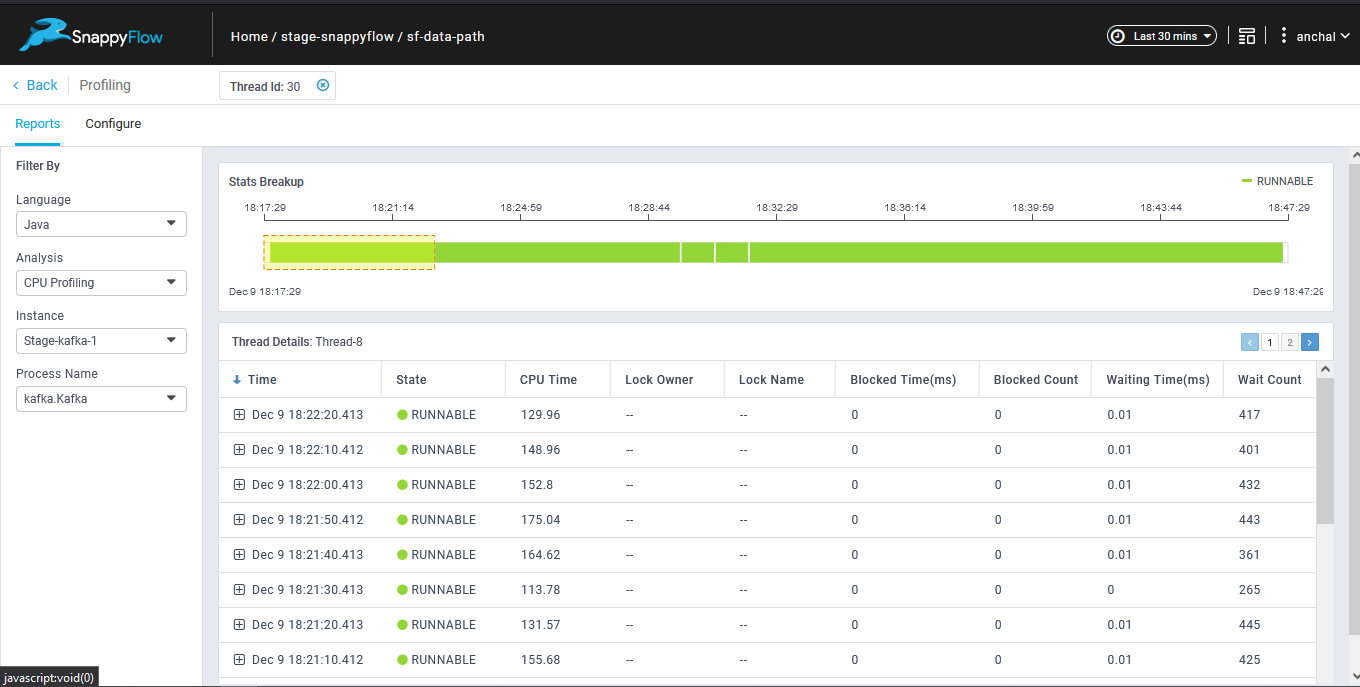 SnappyFlow
Home / stage-snappyflow / sf-data-path
Last 30 mins
anchal
Back
Profiling
Thread Id: 30
Reports
Configure
Filter By
Language
Java
Analysis
CPU Profiling
Instance
Stage-kafka-1
Process Name
kafka.Kafka
Stats Breakup
RUNNABLE
18:17:29 18:21:14 18:24:59 18:28:44 18:32:29 18:36:14 18:39:59 18:43:44 18:47:29
Dec 9 18:17:29 Dec 9 18:47:29
Thread Details: Thread-8
‹ 1 2 ›
Time State CPU Time Lock Owner Lock Name Blocked Time(ms) Blocked Count Waiting Time(ms) Wait Count
Dec 9 18:22:20.413 RUNNABLE 129.96 -- -- 0 0 0.01 417
Dec 9 18:22:10.412 RUNNABLE 148.96 -- -- 0 0 0.01 401
Dec 9 18:22:00.413 RUNNABLE 152.8 -- -- 0 0 0.01 432
Dec 9 18:21:50.412 RUNNABLE 175.04 -- -- 0 0 0.01 443
Dec 9 18:21:40.413 RUNNABLE 164.62 -- -- 0 0 0.01 361
Dec 9 18:21:30.413 RUNNABLE 113.78 -- -- 0 0 0 265
Dec 9 18:21:20.413 RUNNABLE 131.57 -- -- 0 0 0.01 445
Dec 9 18:21:10.412 RUNNABLE 155.68 -- -- 0 0 0.01 425
javascript:void(0)